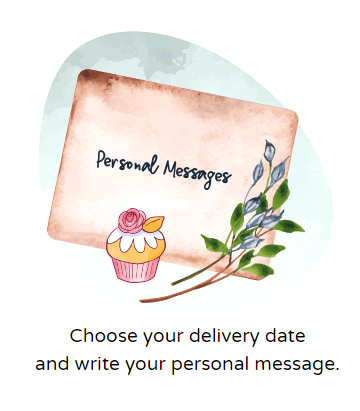 Personal Messages
Choose your delivery date
and write your personal message.